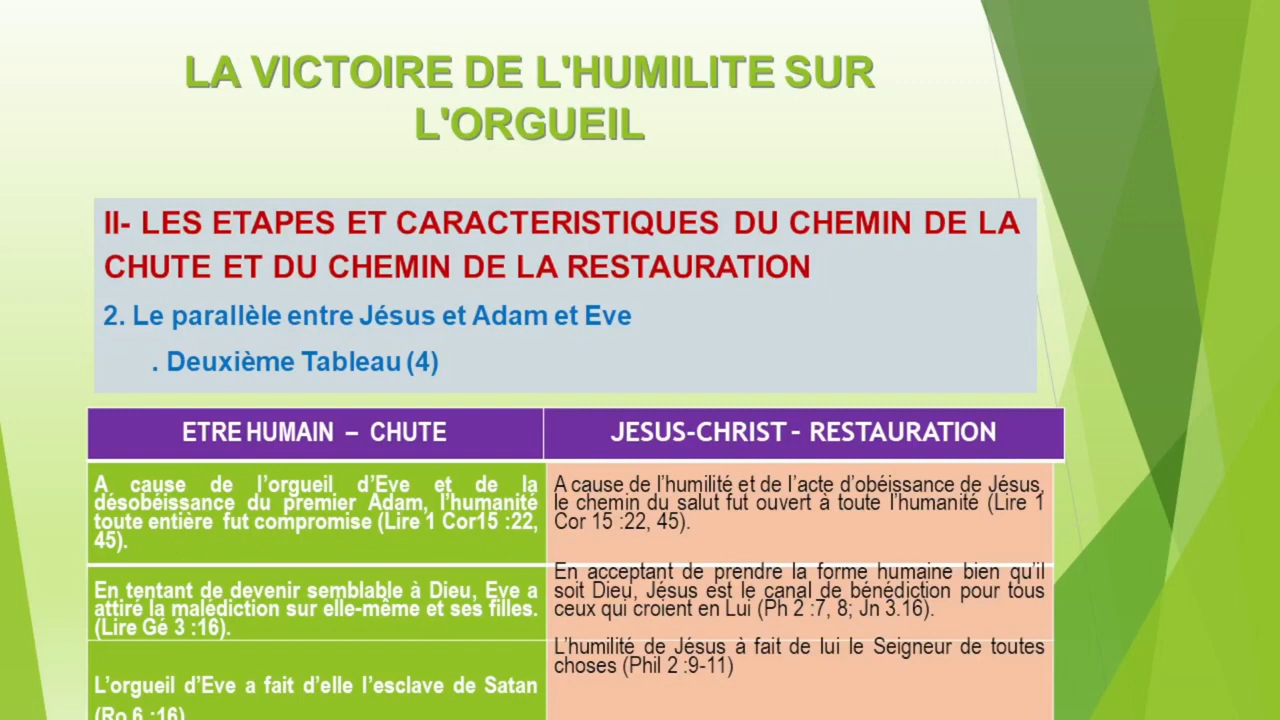 LA VICTOIRE DE L'HUMILITE SUR
L'ORGUEIL
II- LES ETAPES ET CARACTERISTIQUES DU CHEMIN DE LA
CHUTE ET DU CHEMIN DE LA RESTAURATION
2. Le parallèle entre Jésus et Adam et Eve
. Deuxième Tableau (4)
ETRE HUMAIN – CHUTE
JESUS-CHRIST – RESTAURATION
A cause de l’orgueil d’Eve et de la
désobéissance du premier Adam, l’humanité
toute entière fut compromise (Lire 1 Cor15 :22,
45).
A cause de l’humilité et de l’acte d’obéissance de Jésus,
le chemin du salut fut ouvert à toute l’humanité (Lire 1
Cor 15 :22, 45).
En tentant de devenir semblable à Dieu, Eve a
attiré la malédiction sur elle-même et ses filles.
(Lire Gé 3 :16).
En acceptant de prendre la forme humaine bien qu’il
soit Dieu, Jésus est le canal de bénédiction pour tous
ceux qui croient en Lui (Ph 2 :7, 8; Jn 3.16).
L’orgueil d’Eve a fait d’elle l’esclave de Satan
(Ro 6 :16)
L’humilité de Jésus à fait de lui le Seigneur de toutes
choses (Phil 2 :9-11)